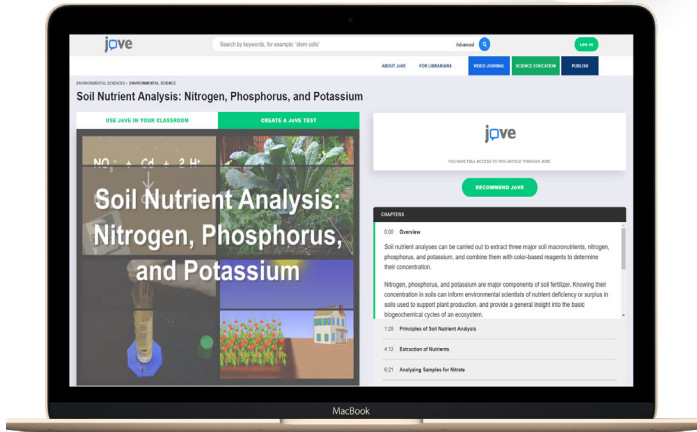 jove
Search by keywords, for example: 'stem cells'
Advanced
LOG IN
ABOUT JoVE
FOR LIBRARIANS
VIDEO JOURNAL
SCIENCE EDUCATION
PUBLISH
ENVIRONMENTAL SCIENCES > ENVIRONMENTAL SCIENCE
Soil Nutrient Analysis: Nitrogen, Phosphorus, and Potassium
USE JoVE IN YOUR CLASSROOM
CREATE A JoVE TEST
Soil Nutrient Analysis:
Nitrogen, Phosphorus,
and Potassium
jove
YOU HAVE FULL ACCESS TO THIS ARTICLE THROUGH JOVE
RECOMMEND JoVE
CHAPTERS
0:00 Overview
Soil nutrient analyses can be carried out to extract three major soil macronutrients, nitrogen,
phosphorus, and potassium, and combine them with color-based reagents to determine
their concentration.
Nitrogen, phosphorus, and potassium are major components of soil fertilizer. Knowing their
concentration in soils can inform environmental scientists of nutrient deficiency or surplus in
soils used to support plant production, and provide a general insight into the basic
biogeochemical cycles of an ecosystem.
1:20 Principles of Soil Nutrient Analysis
4:12 Extraction of Nutrients
6:21 Analyzing Samples for Nitrate
MacBook